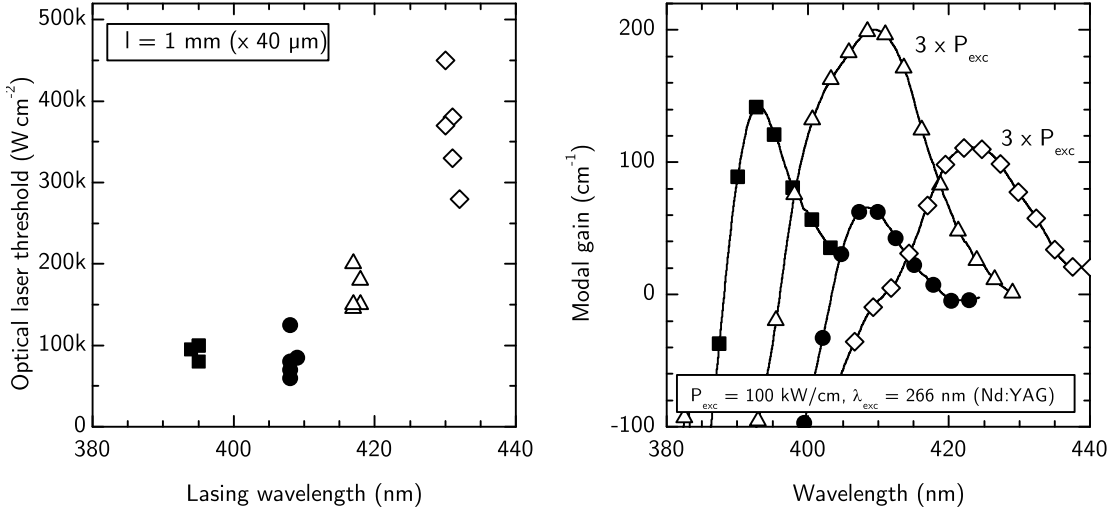 500k
400k
300k
200k
100k
0
380
400
420
440
Optical laser threshold (W cm-2)
Lasing wavelength (nm)
l = 1 mm (x 40 µm)
200
100
0
-100
380
400
420
440
Modal gain (cm-1)
Wavelength (nm)
3 x Pexc
3 x Pexc
Pexc = 100 kW/cm, λexc = 266 nm (Nd:YAG)